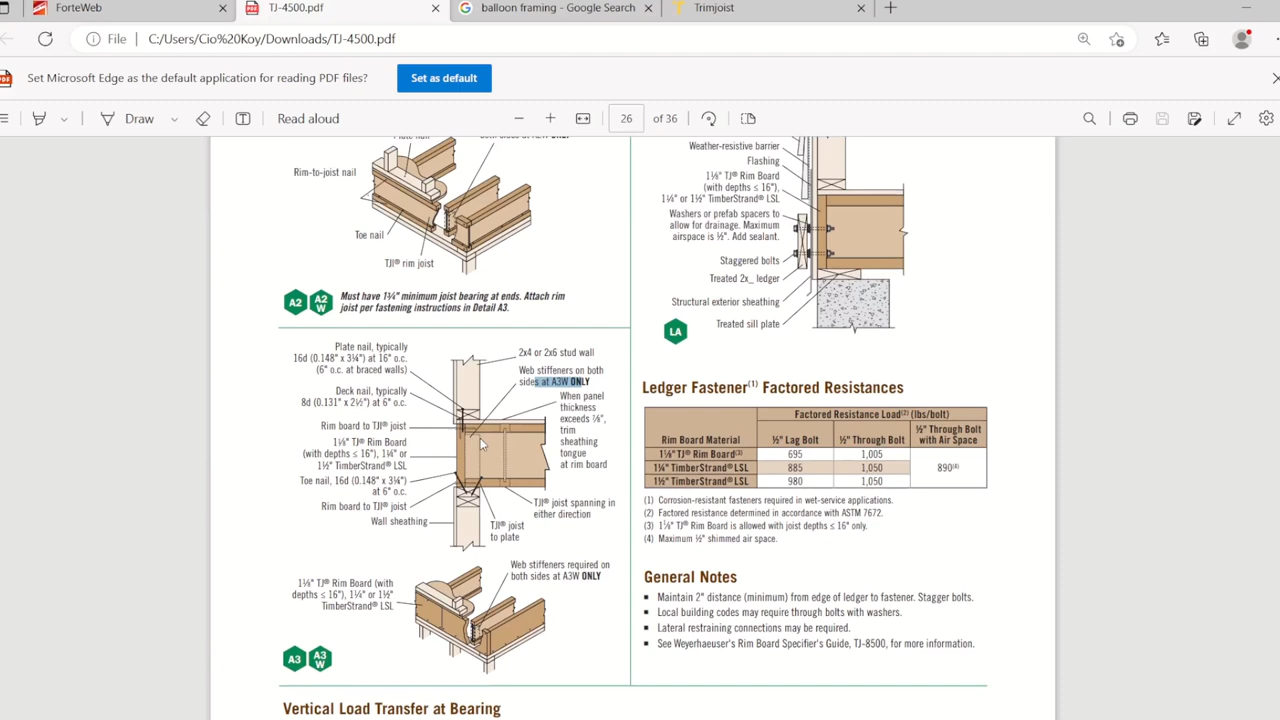 ForteWeb
TJ-4500.pdf
balloon framing - Google Search
Trimjoist
File
C:/Users/Cio%20Koy/Downloads/TJ-4500.pdf
Set Microsoft Edge as the default application for reading PDF files?
Set as default
Draw
Read aloud
26
of 36
Plate nail
Rim-to-joist nail
Toe nail
TJI® rim joist
A2
A2
W
Must have 1¾" minimum joist bearing at ends. Attach rim
joist per fastening instructions in Detail A3.
Plate nail, typically
16d (0.148" x 3¼") at 16" o.c.
(6" o.c. at braced walls)
Deck nail, typically
8d (0.131" x 2½") at 6" o.c.
Rim board to TJI® joist
1⅛" TJ® Rim Board
(with depths ≤ 16"), 1¼" or
1½" TimberStrand® LSL
Toe nail, 16d (0.148" x 3¼")
at 6" o.c.
Rim board to TJI® joist
Wall sheathing
2x4 or 2x6 stud wall
Web stiffeners on both
sides at A3W ONLY
When panel
thickness
exceeds ⅞",
trim
sheathing
tongue
at rim board
TJI® joist spanning in
either direction
TJI® joist
to plate
Web stiffeners required on
both sides at A3W ONLY
1⅛" TJ® Rim Board (with
depths ≤ 16"), 1¼" or 1½"
TimberStrand® LSL
A3
A3
W
Vertical Load Transfer at Bearing
Weather-resistive barrier
Flashing
1⅛" TJ® Rim Board
(with depths ≤ 16"),
1¼" or 1½" TimberStrand® LSL
Washers or prefab spacers to
allow for drainage. Maximum
airspace is ½". Add sealant.
Staggered bolts
Treated 2x_ ledger
Structural exterior sheathing
Treated sill plate
LA
Ledger Fastener(1) Factored Resistances
Factored Resistance Load(2) (lbs/bolt)
Rim Board Material
½" Lag Bolt
½" Through Bolt
½" Through Bolt
with Air Space
1⅛" TJ® Rim Board(3) 695 1,005
1¼" TimberStrand® LSL 885 1,050 890(4)
1½" TimberStrand® LSL 980 1,050
(1) Corrosion-resistant fasteners required in wet-service applications.
(2) Factored resistance determined in accordance with ASTM 7672.
(3) 1⅛" TJ® Rim Board is allowed with joist depths ≤ 16" only.
(4) Maximum ½" shimmed air space.
General Notes
▪ Maintain 2" distance (minimum) from edge of ledger to fastener. Stagger bolts.
▪ Local building codes may require through bolts with washers.
▪ Lateral restraining connections may be required.
▪ See Weyerhaeuser's Rim Board Specifier's Guide, TJ-8500, for more information.